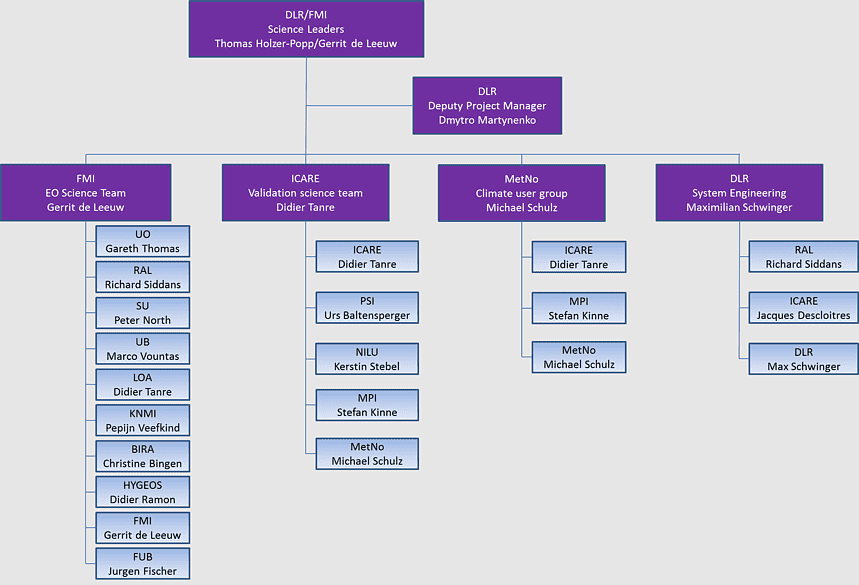 DLR/FMI
Science Leaders
Thomas Holzer-Popp/Gerrit de Leeuw
DLR
Deputy Project Manager
Dmytro Martynenko
FMI
EO Science Team
Gerrit de Leeuw
UO
Gareth Thomas
RAL
Richard Siddans
SU
Peter North
UB
Marco Vountas
LOA
Didier Tanre
KNMI
Pepijn Veefkind
BIRA
Christine Bingen
HYGEOS
Didier Ramon
FMI
Gerrit de Leeuw
FUB
Jurgen Fischer
ICARE
Validation science team
Didier Tanre
ICARE
Didier Tanre
PSI
Urs Baltensperger
NILU
Kerstin Stebel
MPI
Stefan Kinne
MetNo
Michael Schulz
MetNo
Climate user group
Michael Schulz
ICARE
Didier Tanre
MPI
Stefan Kinne
MetNo
Michael Schulz
DLR
System Engineering
Maximilian Schwinger
RAL
Richard Siddans
ICARE
Jacques Descloitres
DLR
Max Schwinger